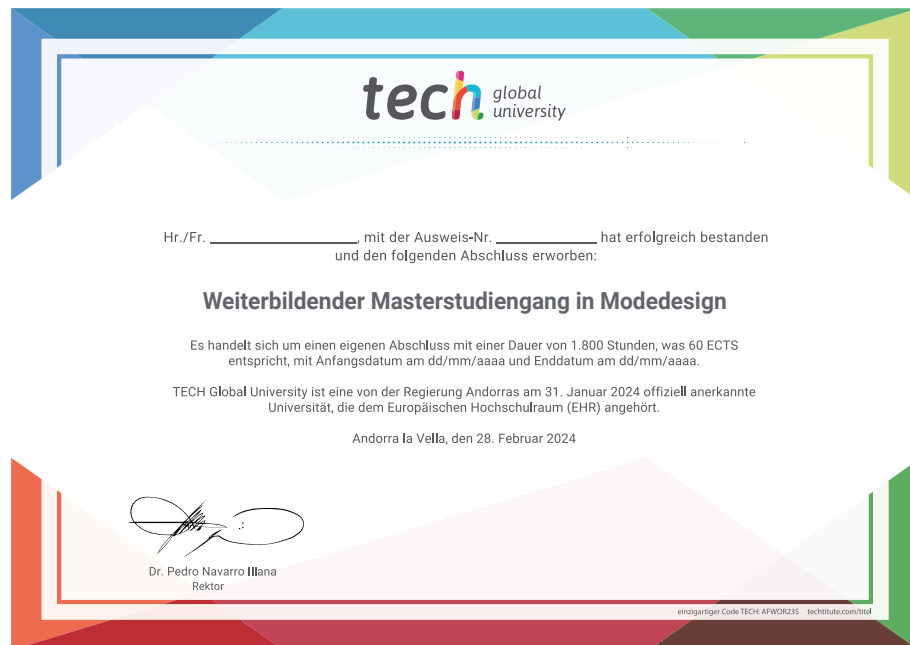 tech global university
Hr./Fr. ____________________, mit der Ausweis-Nr. ______________ hat erfolgreich bestanden
und den folgenden Abschluss erworben:
Weiterbildender Masterstudiengang in Modedesign
Es handelt sich um einen eigenen Abschluss mit einer Dauer von 1.800 Stunden, was 60 ECTS
entspricht, mit Anfangsdatum am dd/mm/aaaa und Enddatum am dd/mm/aaaa.
TECH Global University ist eine von der Regierung Andorras am 31. Januar 2024 offiziell anerkannte
Universität, die dem Europäischen Hochschulraum (EHR) angehört.
Andorra la Vella, den 28. Februar 2024
Dr. Pedro Navarro Illana
Rektor
einzigartiger Code TECH: AFWOR23S techtitute.com/titel